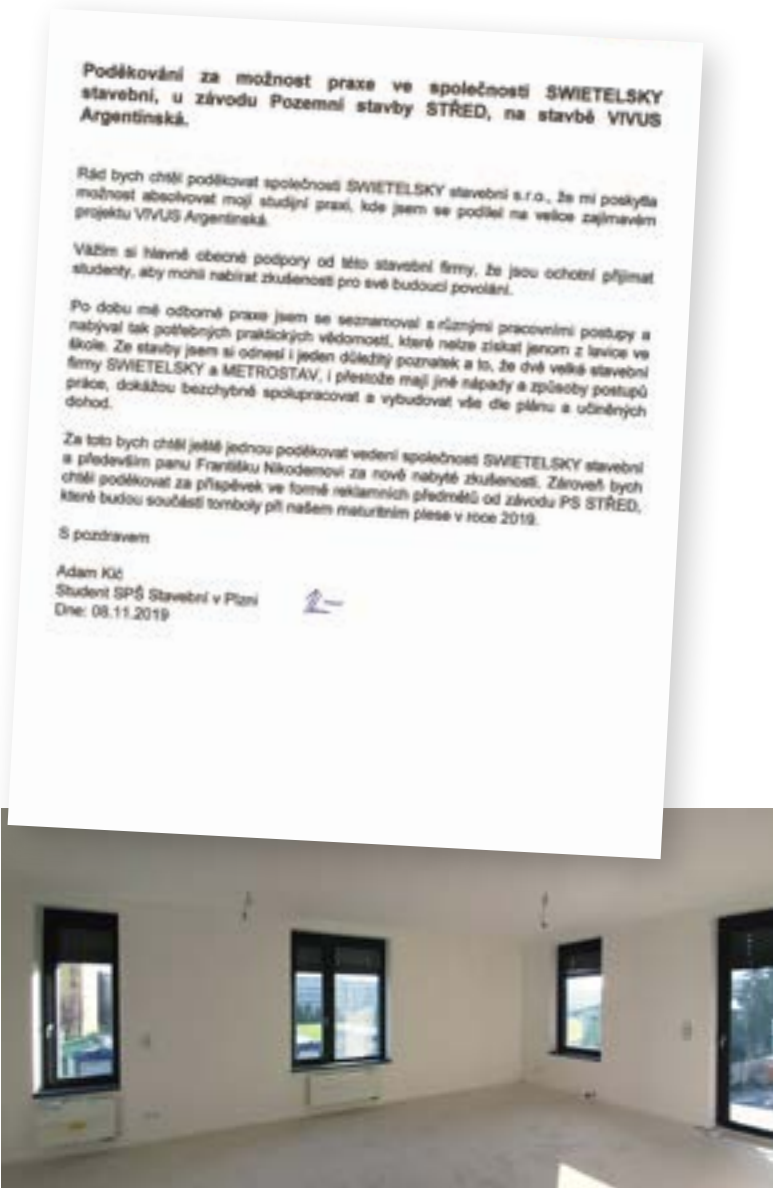 Poděkování za možnost praxe ve společnosti SWIETELSKY
stavební, u závodu Pozemní stavby STŘED, na stavbě VIVUS
Argentinská.
Rád bych chtěl poděkovat společnosti SWIETELSKY stavební s.r.o., že mi poskytla
možnost absolvovat moji studijní praxi, kde jsem se podílel na velice zajímavém
projektu VIVUS Argentinská.
Vážím si hlavně obecné podpory od této stavební firmy, že jsou ochotní přijímat
studenty, aby mohli nabírat zkušenosti pro své budoucí povolání.
Po dobu mé odborné praxe jsem se seznamoval s různými pracovními postupy a
nabýval tak potřebných praktických vědomostí, které nelze získat jenom z lavice ve
škole. Ze stavby jsem si odnesl i jeden důležitý poznatek a to, že dvě velké stavební
firmy SWIETELSKY a METROSTAV, i přestože mají jiné nápady a způsoby postupů
práce, dokážou bezchybně spolupracovat a vybudovat vše dle plánu a učiněných
dohod.
Za toto bych chtěl ještě jednou poděkovat vedení společnosti SWIETELSKY stavební
a především panu Františku Nikodemovi za nově nabyté zkušenosti. Zároveň bych
chtěl poděkovat za příspěvek ve formě reklamních předmětů od závodu PS STŘED,
které budou součástí tomboly při našem maturitním plese v roce 2019.
S pozdravem
Adam Kič
Student SPŠ Stavební v Plzni
Dne: 08.11.2019